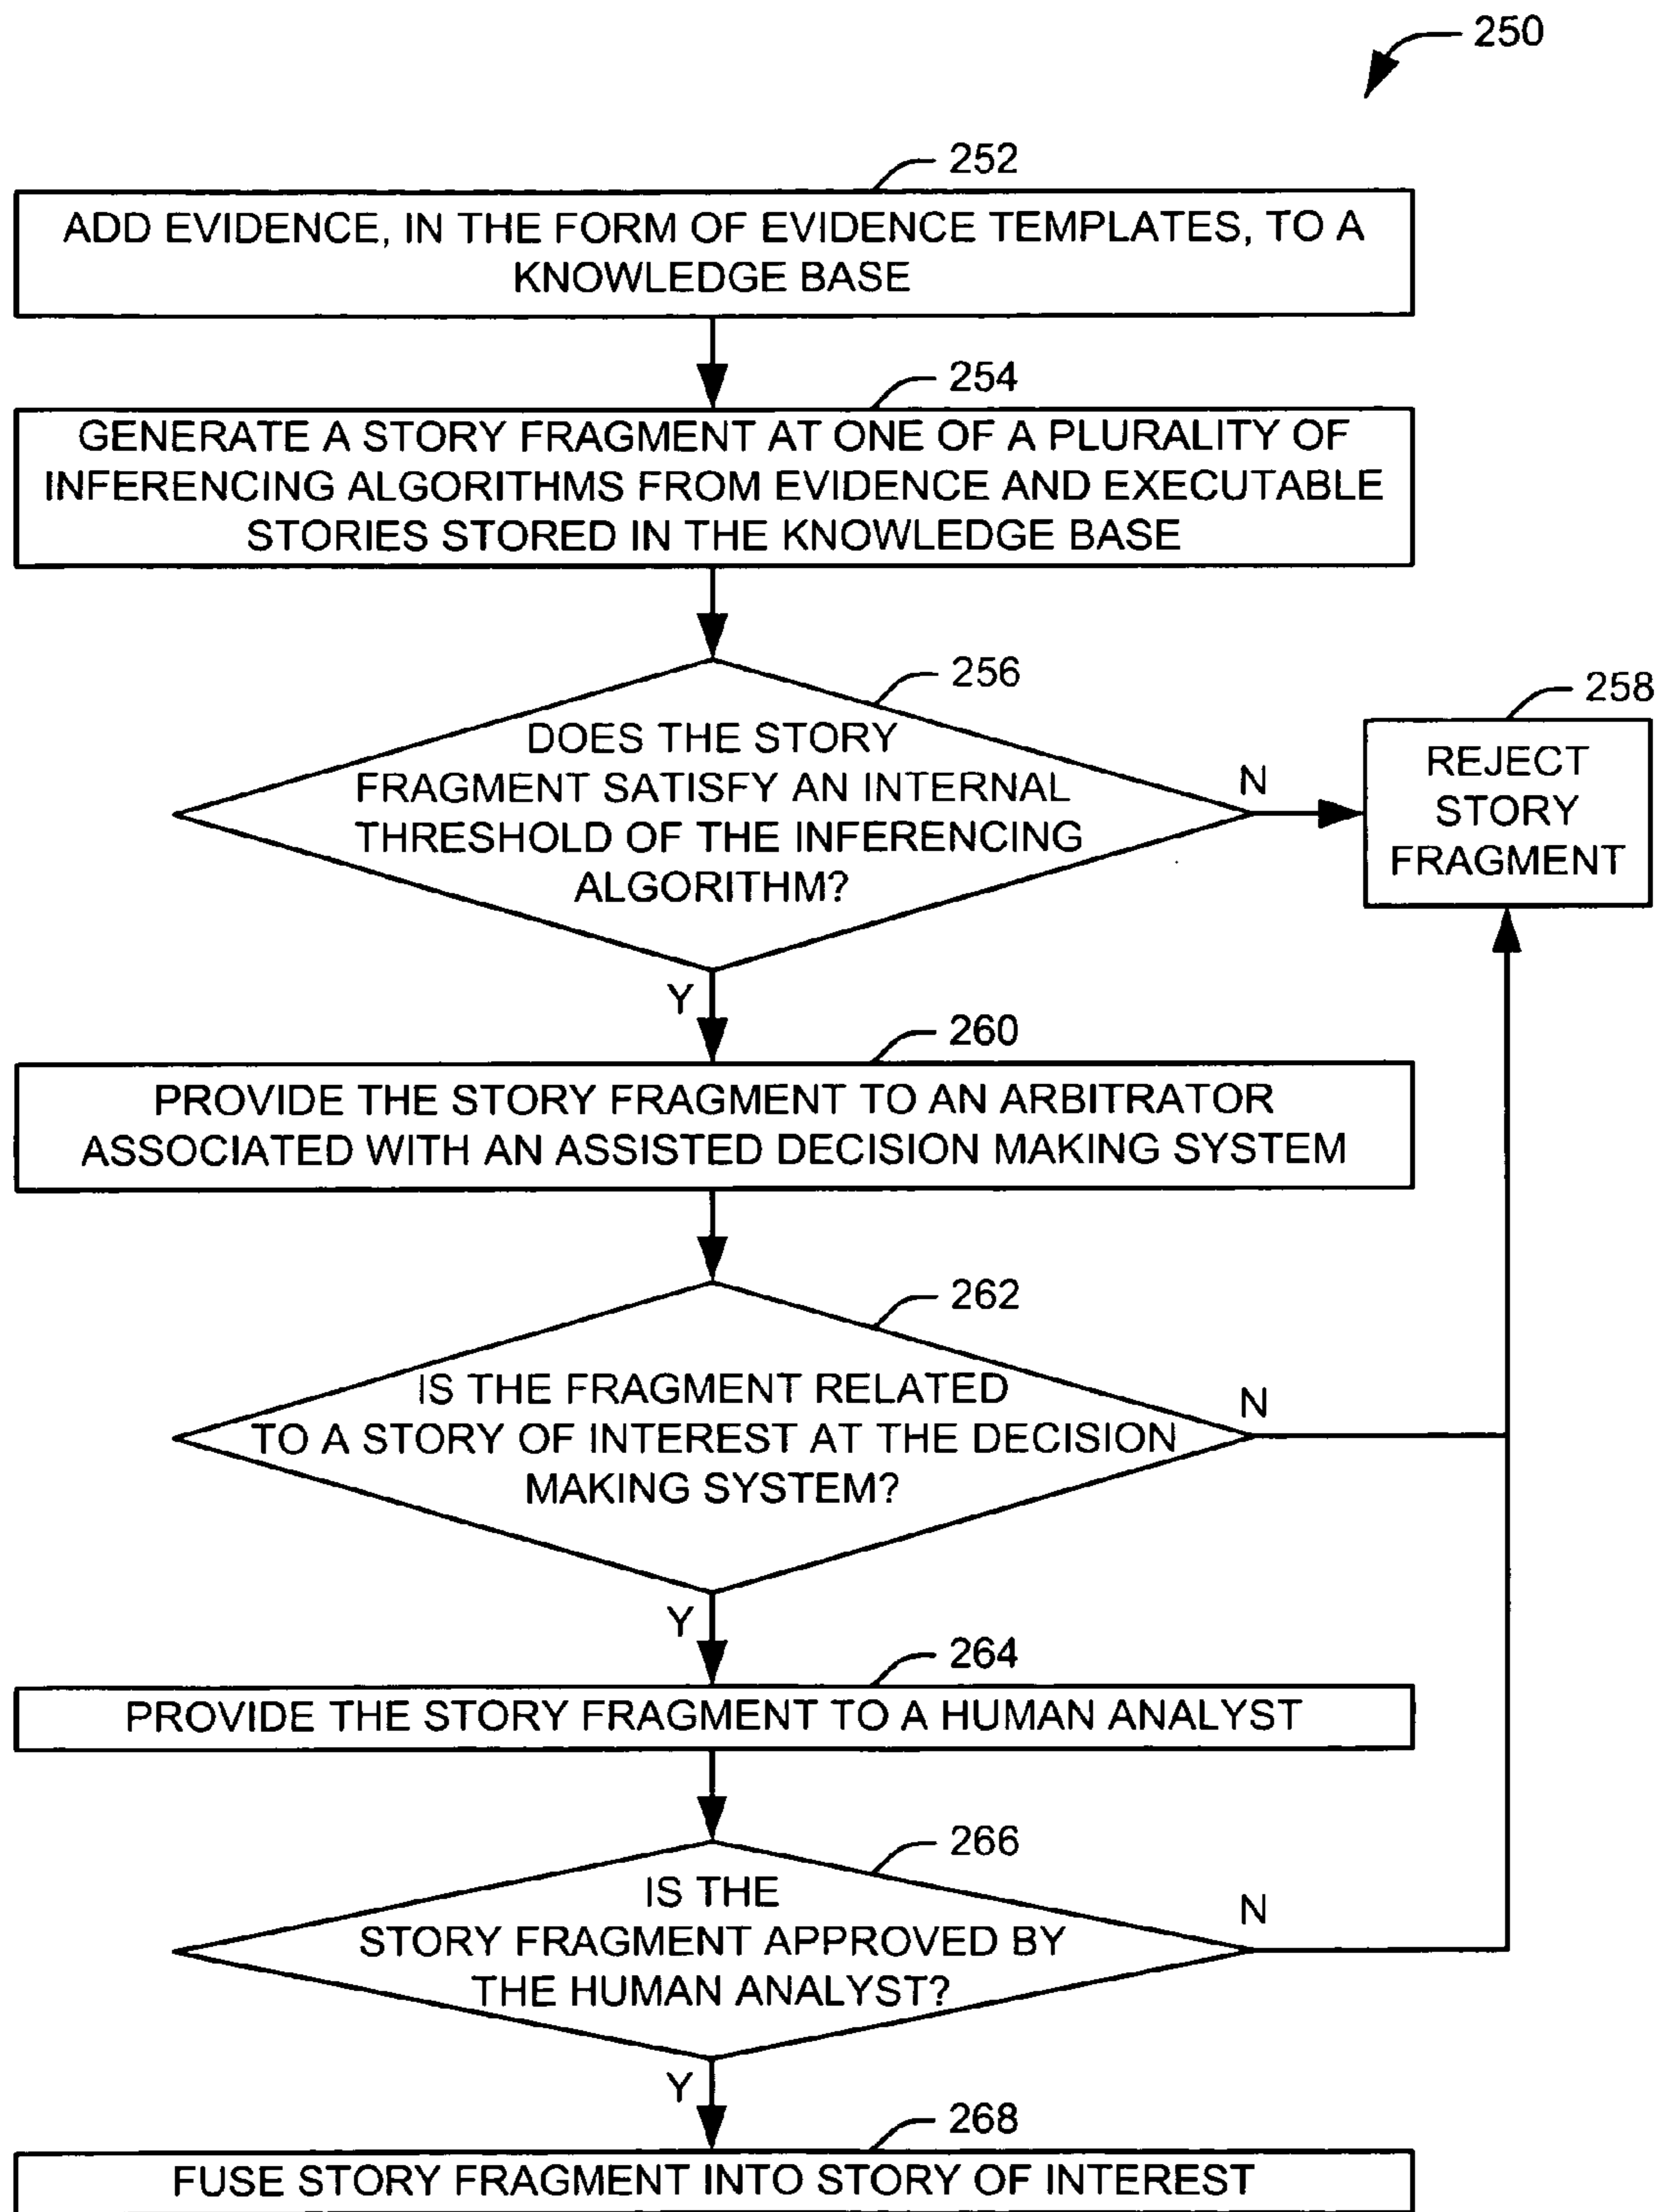 250
252
ADD EVIDENCE, IN THE FORM OF EVIDENCE TEMPLATES, TO A
KNOWLEDGE BASE
254
GENERATE A STORY FRAGMENT AT ONE OF A PLURALITY OF
INFERENCING ALGORITHMS FROM EVIDENCE AND EXECUTABLE
STORIES STORED IN THE KNOWLEDGE BASE
256
DOES THE STORY
FRAGMENT SATISFY AN INTERNAL
THRESHOLD OF THE INFERENCING
ALGORITHM?
N
258
REJECT
STORY
FRAGMENT
Y
260
PROVIDE THE STORY FRAGMENT TO AN ARBITRATOR
ASSOCIATED WITH AN ASSISTED DECISION MAKING SYSTEM
262
IS THE FRAGMENT RELATED
TO A STORY OF INTEREST AT THE DECISION
MAKING SYSTEM?
N
Y
264
PROVIDE THE STORY FRAGMENT TO A HUMAN ANALYST
266
IS THE
STORY FRAGMENT APPROVED BY
THE HUMAN ANALYST?
N
Y
268
FUSE STORY FRAGMENT INTO STORY OF INTEREST